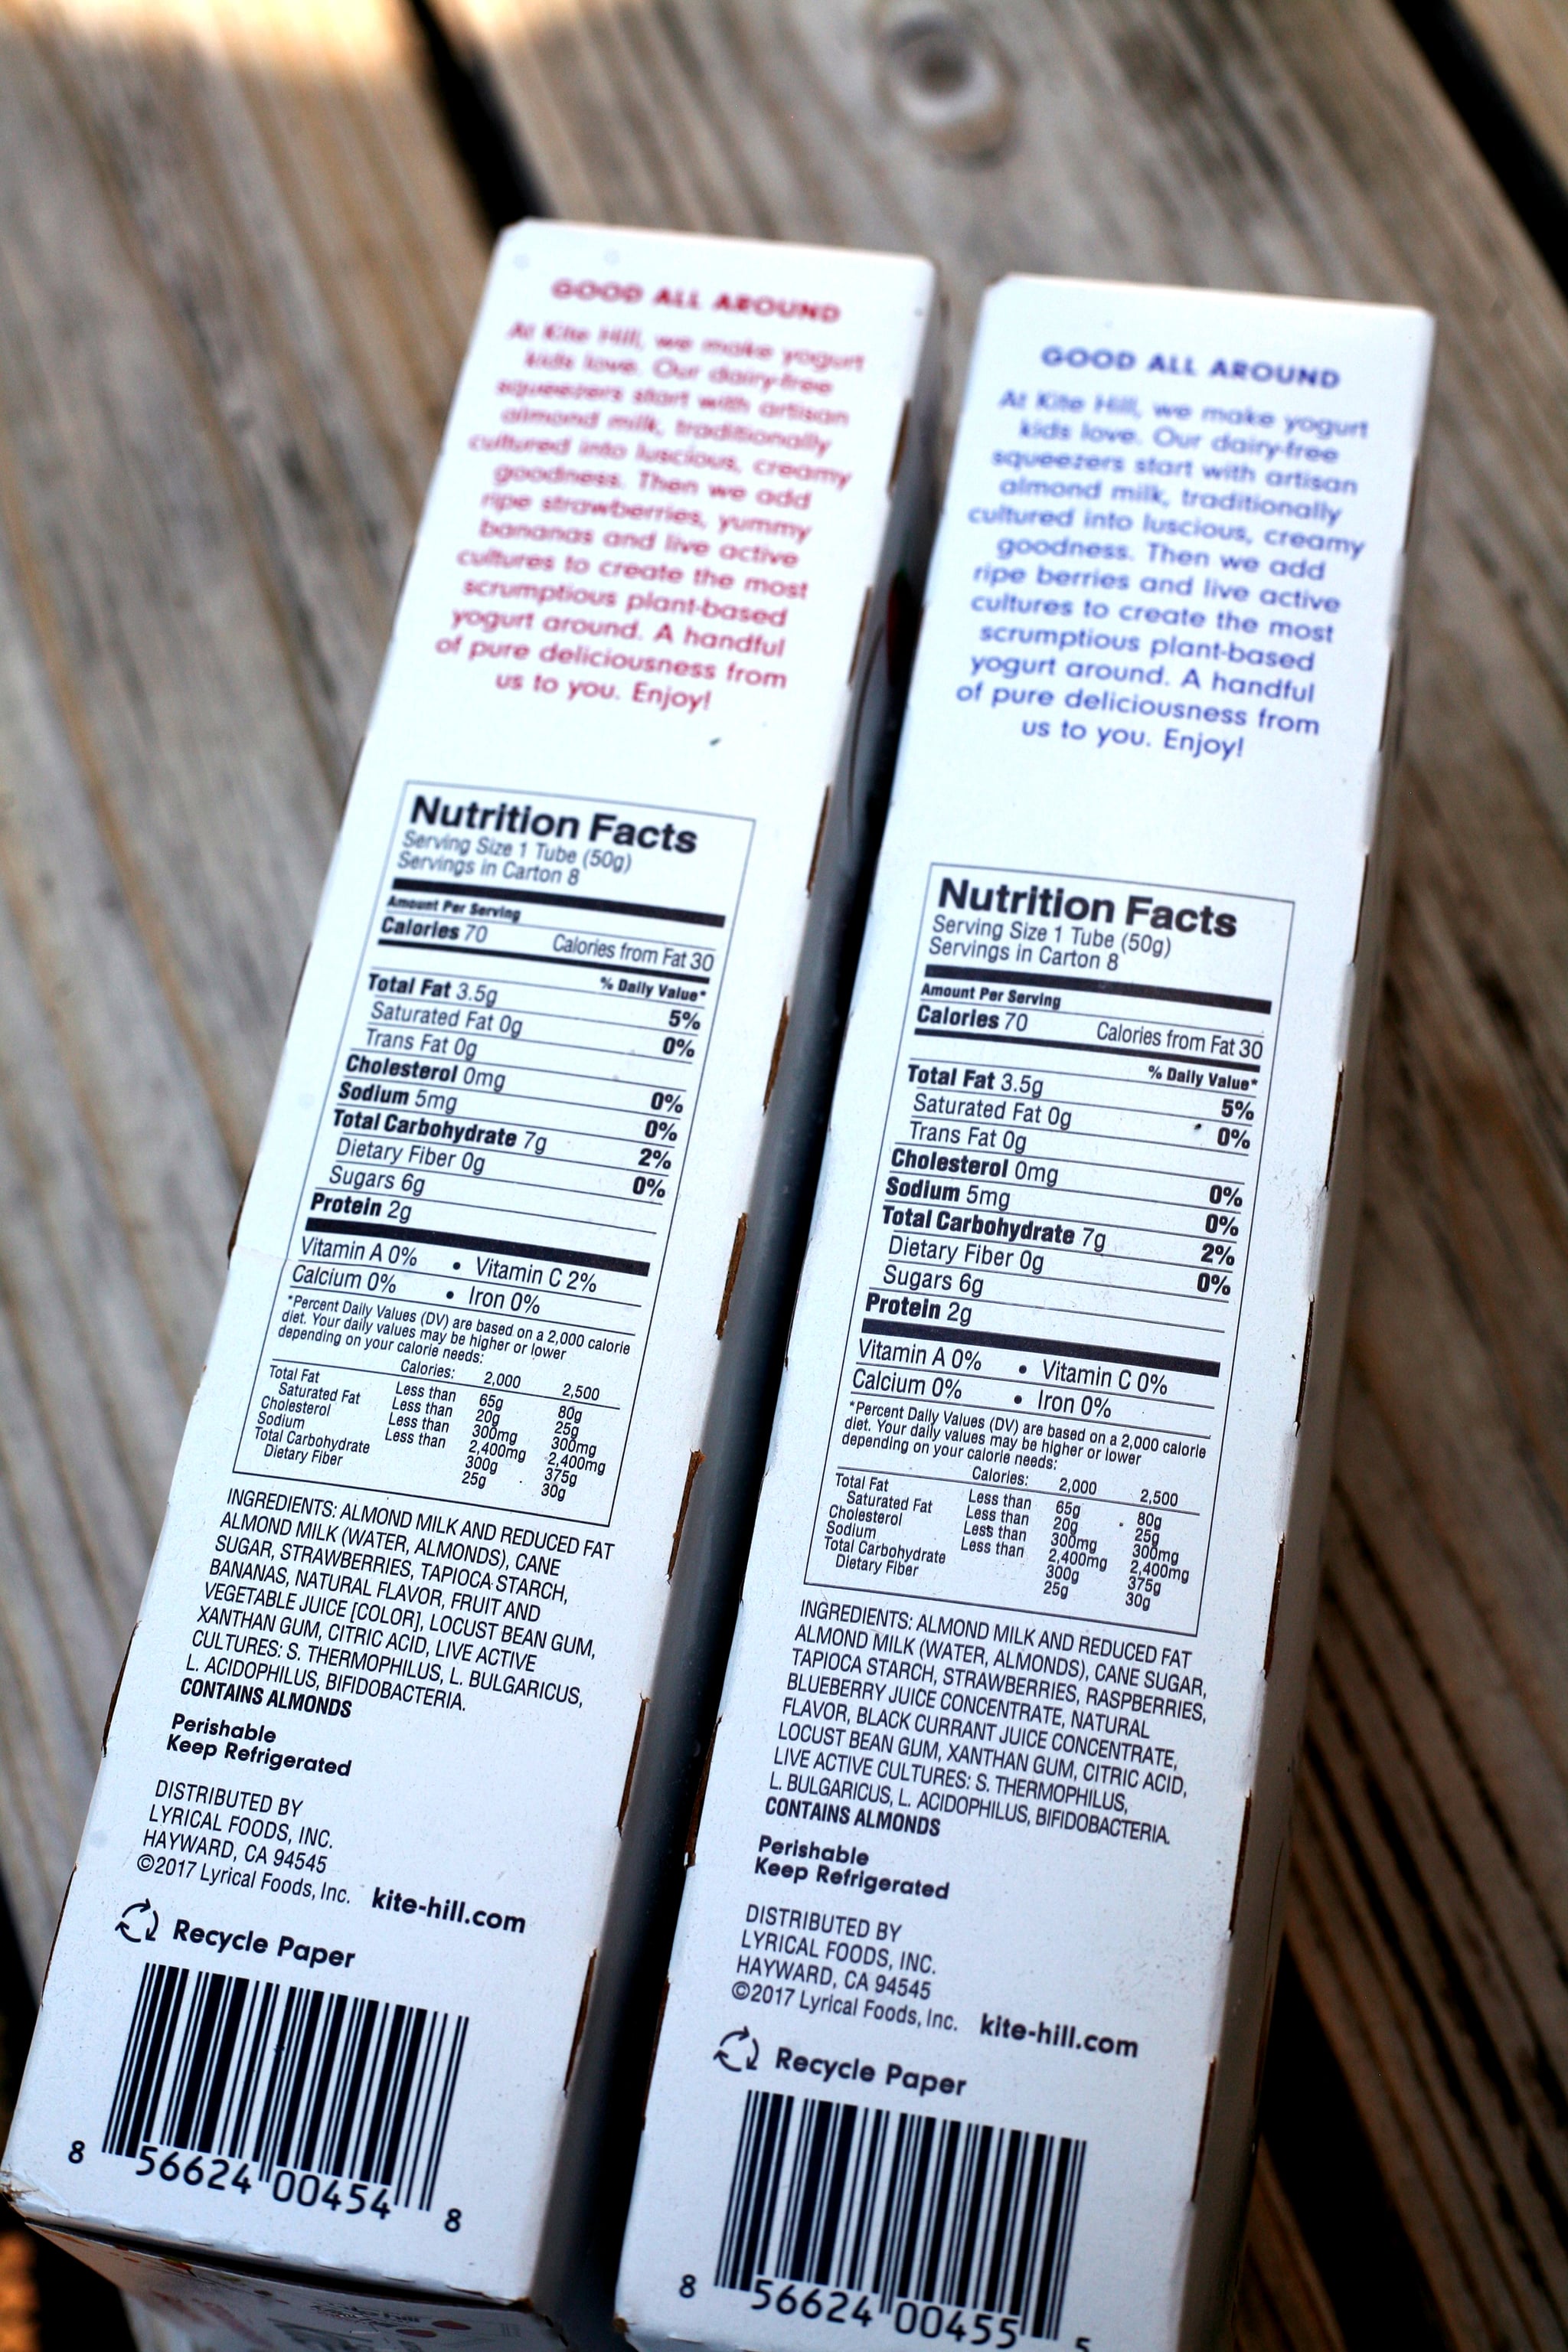 GOOD ALL AROUND
At Kite Hill, we make yogurt
kids love. Our dairy-free
squeezers start with artisan
almond milk, traditionally
cultured into luscious, creamy
goodness. Then we add
ripe strawberries, yummy
bananas and live active
cultures to create the most
scrumptious plant-based
yogurt around. A handful
of pure deliciousness from
us to you. Enjoy!
Nutrition Facts
Serving Size 1 Tube (50g)
Servings in Carton 8
Amount Per Serving
Calories 70 Calories from Fat 30
% Daily Value*
Total Fat 3.5g 5%
Saturated Fat 0g 0%
Trans Fat 0g
Cholesterol 0mg 0%
Sodium 5mg 0%
Total Carbohydrate 7g 2%
Dietary Fiber 0g 0%
Sugars 6g
Protein 2g
Vitamin A 0% • Vitamin C 2%
Calcium 0% • Iron 0%
*Percent Daily Values (DV) are based on a 2,000 calorie
diet. Your daily values may be higher or lower
depending on your calorie needs:
Calories: 2,000 2,500
Total Fat Less than 65g 80g
Saturated Fat Less than 20g 25g
Cholesterol Less than 300mg 300mg
Sodium Less than 2,400mg 2,400mg
Total Carbohydrate 300g 375g
Dietary Fiber 25g 30g
INGREDIENTS: ALMOND MILK AND REDUCED FAT
ALMOND MILK (WATER, ALMONDS), CANE
SUGAR, STRAWBERRIES, TAPIOCA STARCH,
BANANAS, NATURAL FLAVOR, FRUIT AND
VEGETABLE JUICE [COLOR], LOCUST BEAN GUM,
XANTHAN GUM, CITRIC ACID, LIVE ACTIVE
CULTURES: S. THERMOPHILUS, L. BULGARICUS,
L. ACIDOPHILUS, BIFIDOBACTERIA.
CONTAINS ALMONDS
Perishable
Keep Refrigerated
DISTRIBUTED BY
LYRICAL FOODS, INC.
HAYWARD, CA 94545
©2017 Lyrical Foods, Inc. kite-hill.com
Recycle Paper
8 56624 00454 8
GOOD ALL AROUND
At Kite Hill, we make yogurt
kids love. Our dairy-free
squeezers start with artisan
almond milk, traditionally
cultured into luscious, creamy
goodness. Then we add
ripe berries and live active
cultures to create the most
scrumptious plant-based
yogurt around. A handful
of pure deliciousness from
us to you. Enjoy!
Nutrition Facts
Serving Size 1 Tube (50g)
Servings in Carton 8
Amount Per Serving
Calories 70 Calories from Fat 30
% Daily Value*
Total Fat 3.5g 5%
Saturated Fat 0g 0%
Trans Fat 0g
Cholesterol 0mg 0%
Sodium 5mg 0%
Total Carbohydrate 7g 2%
Dietary Fiber 0g 0%
Sugars 6g
Protein 2g
Vitamin A 0% • Vitamin C 0%
Calcium 0% • Iron 0%
*Percent Daily Values (DV) are based on a 2,000 calorie
diet. Your daily values may be higher or lower
depending on your calorie needs:
Calories: 2,000 2,500
Total Fat Less than 65g 80g
Saturated Fat Less than 20g 25g
Cholesterol Less than 300mg 300mg
Sodium Less than 2,400mg 2,400mg
Total Carbohydrate 300g 375g
Dietary Fiber 25g 30g
INGREDIENTS: ALMOND MILK AND REDUCED FAT
ALMOND MILK (WATER, ALMONDS), CANE SUGAR,
TAPIOCA STARCH, STRAWBERRIES, RASPBERRIES,
BLUEBERRY JUICE CONCENTRATE, NATURAL
FLAVOR, BLACK CURRANT JUICE CONCENTRATE,
LOCUST BEAN GUM, XANTHAN GUM, CITRIC ACID,
LIVE ACTIVE CULTURES: S. THERMOPHILUS,
L. BULGARICUS, L. ACIDOPHILUS, BIFIDOBACTERIA.
CONTAINS ALMONDS
Perishable
Keep Refrigerated
DISTRIBUTED BY
LYRICAL FOODS, INC.
HAYWARD, CA 94545
©2017 Lyrical Foods, Inc. kite-hill.com
Recycle Paper
8 56624 00455 5